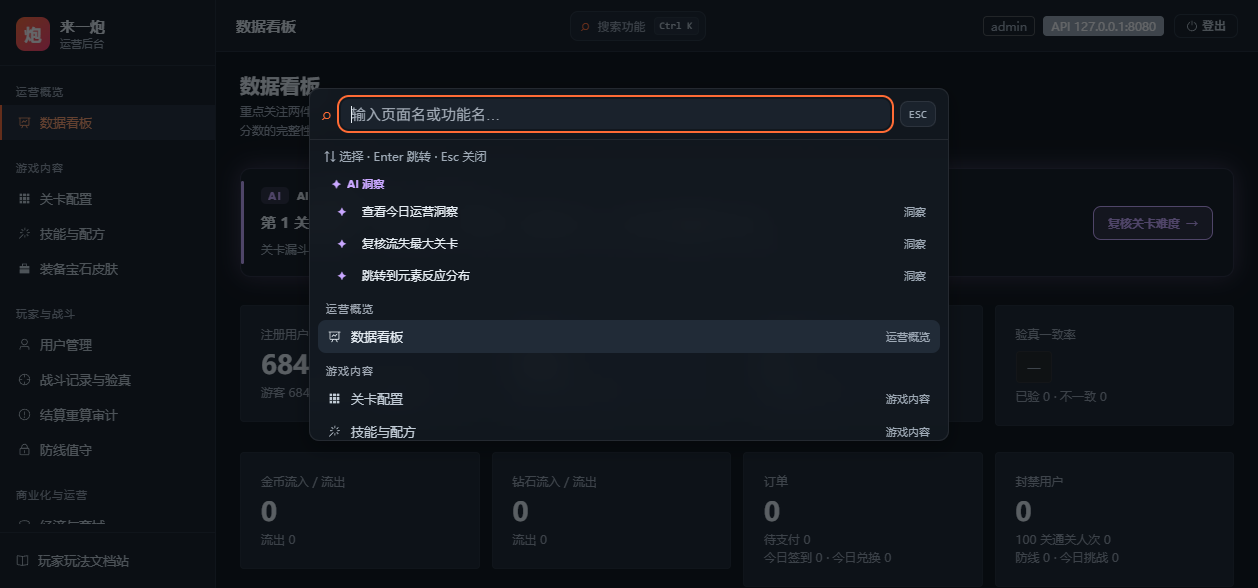 炮
来一炮
运营后台
数据看板
搜索功能
Ctrl K
admin
API 127.0.0.1:8080
登出
运营概览
数据看板
游戏内容
关卡配置
技能与配方
装备宝石皮肤
玩家与战斗
用户管理
战斗记录与验真
结算重算审计
防线值守
商业化与运营
玩家玩法文档站
数据看板
重点关注两件
分数的完整性
AI
AI
第 1 关
关卡漏斗
复核关卡难度 →
输入页面名或功能名…
ESC
↑↓ 选择 · Enter 跳转 · Esc 关闭
AI 洞察
查看今日运营洞察
洞察
复核流失最大关卡
洞察
跳转到元素反应分布
洞察
运营概览
数据看板
运营概览
游戏内容
关卡配置
游戏内容
技能与配方
游戏内容
注册用户
684
游客 684
验真一致率
—
已验 0 · 不一致 0
金币流入 / 流出
0
流出 0
钻石流入 / 流出
0
流出 0
订单
0
待支付 0
今日签到 0 · 今日兑换 0
封禁用户
0
100 关通关人次 0
防线 0 · 今日挑战 0